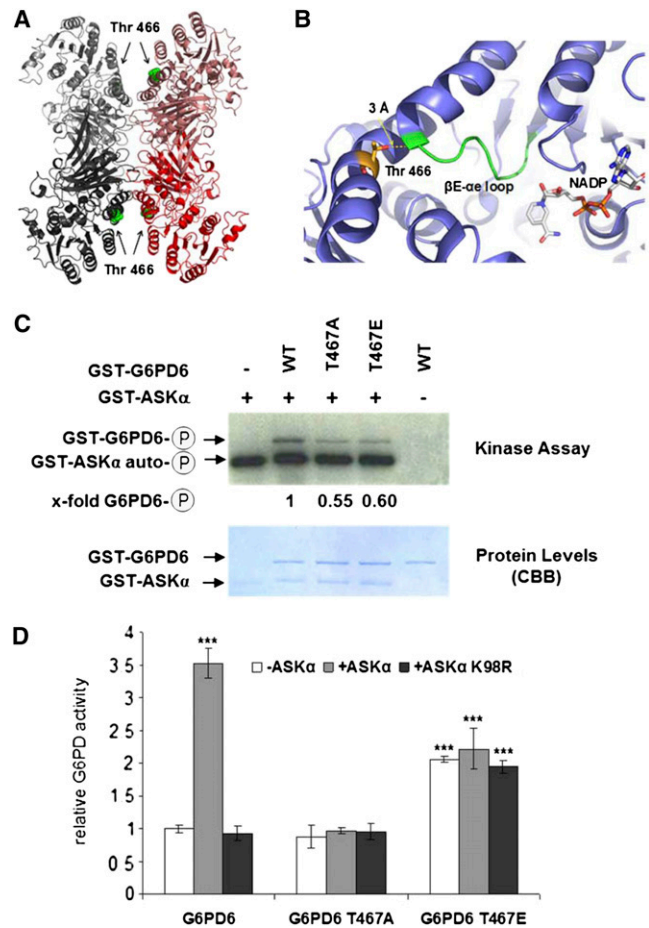 A
Thr 466
Thr 466
B
3 Å
Thr 466
βE-αe loop
NADP
C
GST-G6PD6 - WT T467A T467E WT
GST-ASKα + + + + -
GST-G6PD6-P
GST-ASKα auto-P
Kinase Assay
x-fold G6PD6-P 1 0.55 0.60
GST-G6PD6
GST-ASKα
Protein Levels
(CBB)
D
relative G6PD activity
4
3 5
3
2 5
2
1 5
1
0 5
0
-ASKα +ASKα +ASKα K98R
***
*** *** ***
G6PD6 G6PD6 T467A G6PD6 T467E